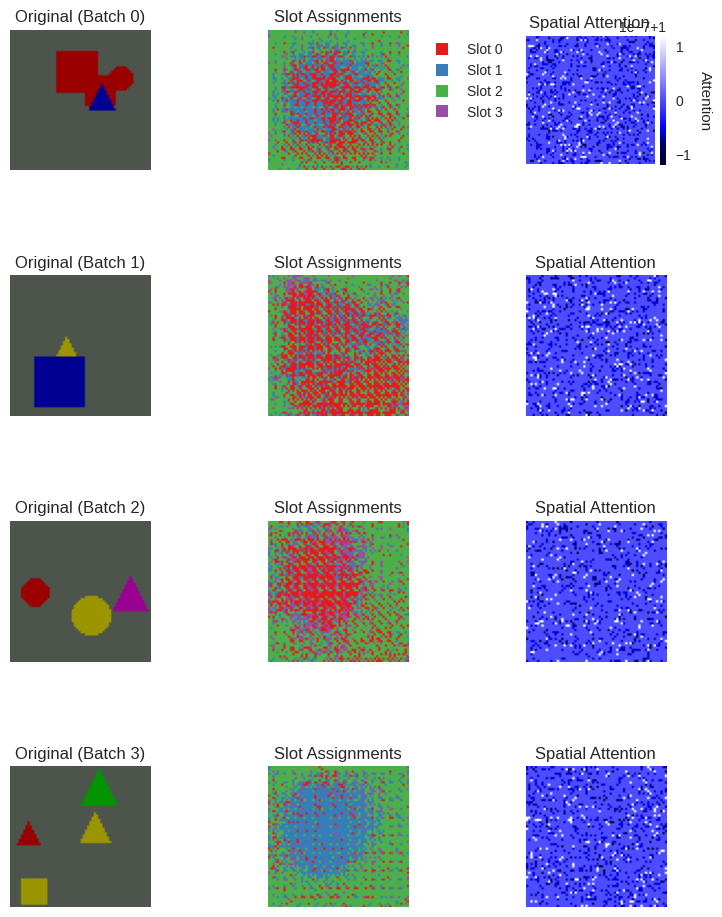 Original (Batch 0)
Slot Assignments
Slot 0
Slot 1
Slot 2
Slot 3
Spatial Attention
1e−7+1
1
0
−1
Attention
Original (Batch 1)
Slot Assignments
Spatial Attention
Original (Batch 2)
Slot Assignments
Spatial Attention
Original (Batch 3)
Slot Assignments
Spatial Attention